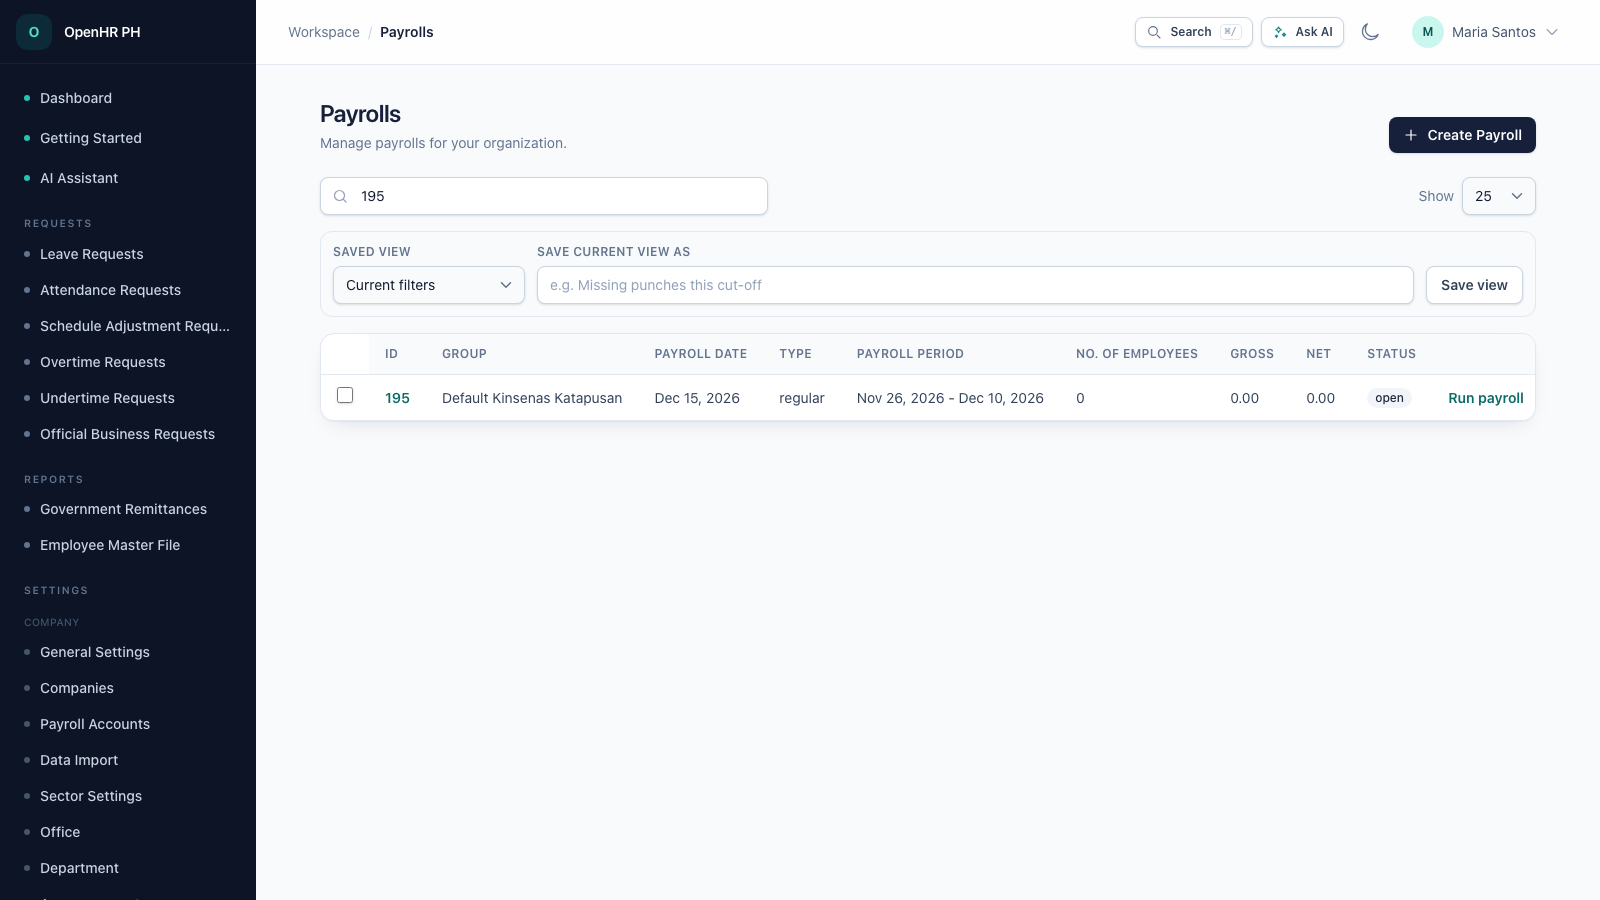 O OpenHR PH
Workspace / Payrolls
Search ⌘/
Ask AI
M Maria Santos
Dashboard
Getting Started
AI Assistant
REQUESTS
Leave Requests
Attendance Requests
Schedule Adjustment Requ...
Overtime Requests
Undertime Requests
Official Business Requests
REPORTS
Government Remittances
Employee Master File
SETTINGS
COMPANY
General Settings
Companies
Payroll Accounts
Data Import
Sector Settings
Office
Department
Payrolls
Manage payrolls for your organization.
Create Payroll
195
Show 25
SAVED VIEW SAVE CURRENT VIEW AS
Current filters e.g. Missing punches this cut-off Save view
ID GROUP PAYROLL DATE TYPE PAYROLL PERIOD NO. OF EMPLOYEES GROSS NET STATUS
195 Default Kinsenas Katapusan Dec 15, 2026 regular Nov 26, 2026 - Dec 10, 2026 0 0.00 0.00 open Run payroll